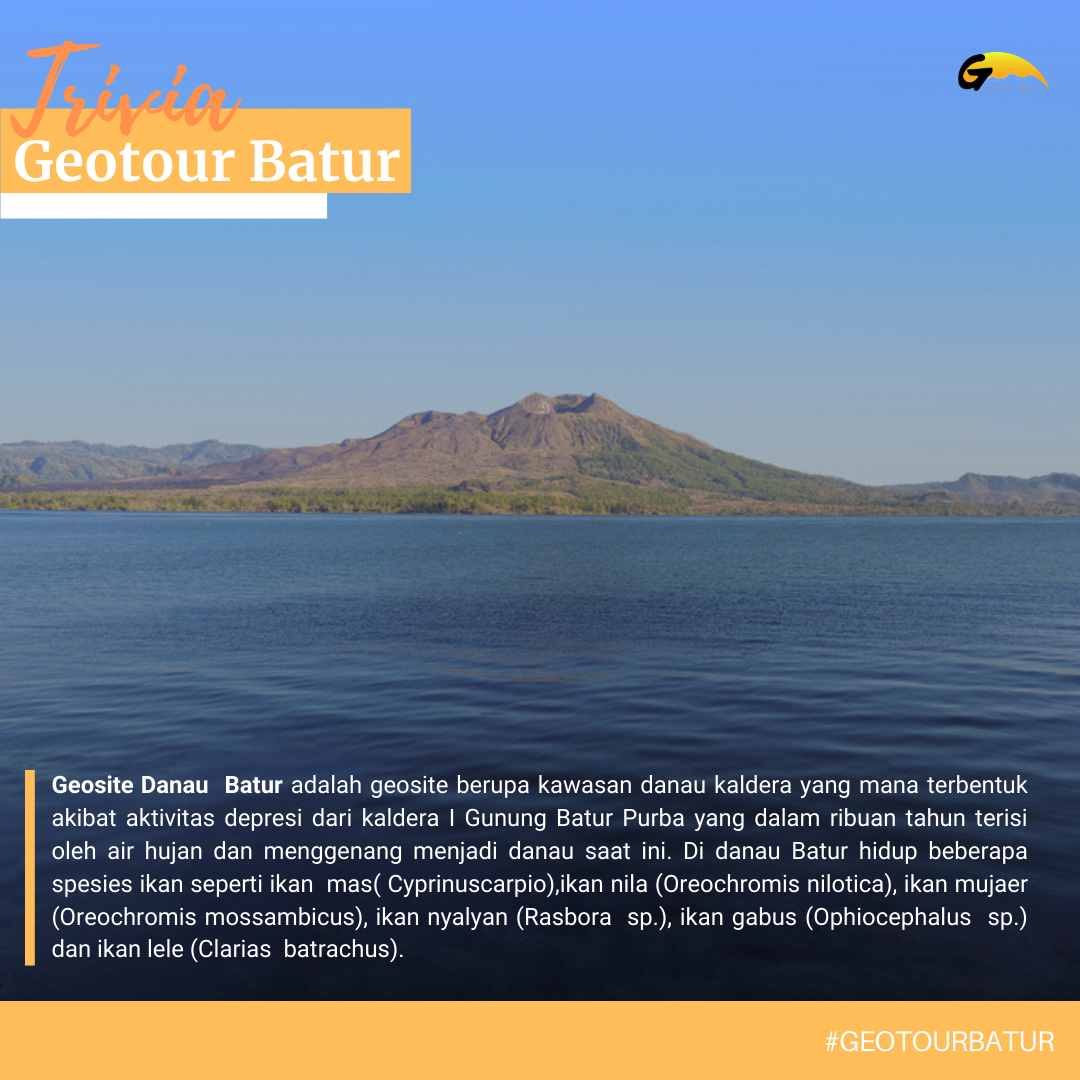 Trivia
G
Geotour Batur
Geosite Danau Batur adalah geosite berupa kawasan danau kaldera yang mana terbentuk
akibat aktivitas depresi dari kaldera I Gunung Batur Purba yang dalam ribuan tahun terisi
oleh air hujan dan menggenang menjadi danau saat ini. Di danau Batur hidup beberapa
spesies ikan seperti ikan mas( Cyprinuscarpio),ikan nila (Oreochromis nilotica), ikan mujaer
(Oreochromis mossambicus), ikan nyalyan (Rasbora sp.), ikan gabus (Ophiocephalus sp.)
dan ikan lele (Clarias batrachus).
#GEOTOURBATUR